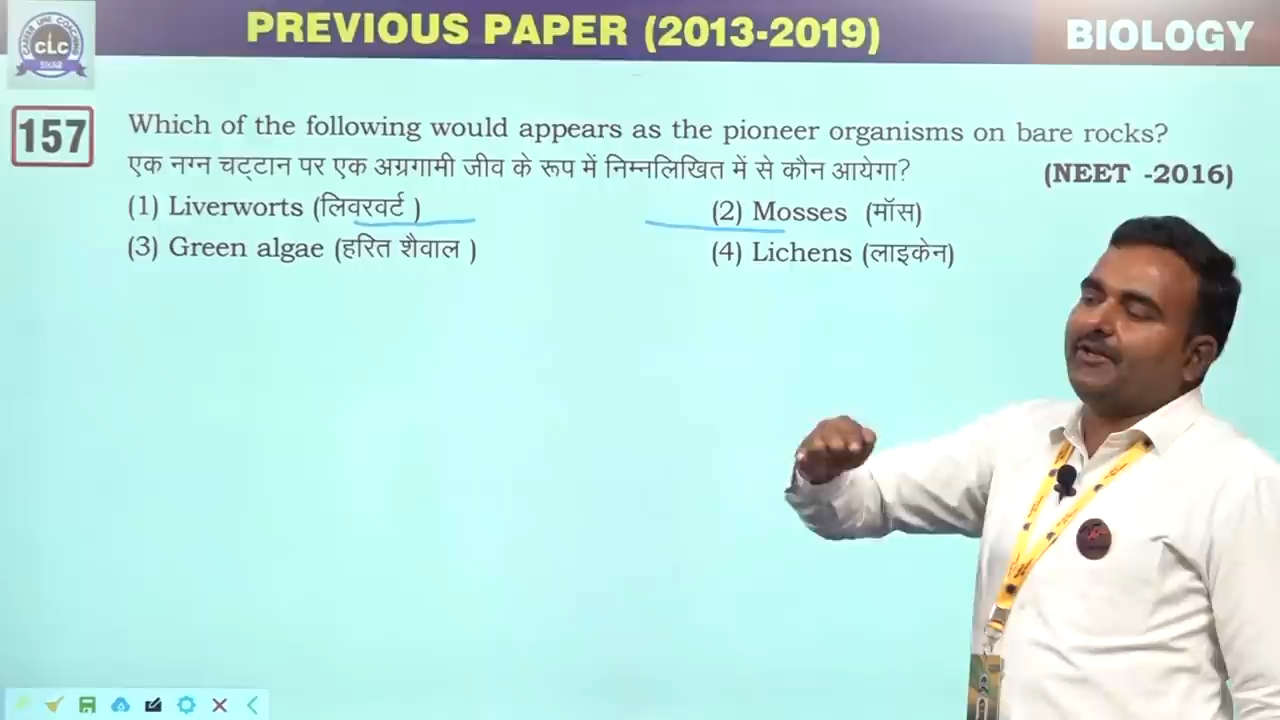 PREVIOUS PAPER (2013-2019)
BIOLOGY
CLC
SIKAR
157
Which of the following would appears as the pioneer organisms on bare rocks?
एक नग्न चट्टान पर एक अग्रगामी जीव के रूप में निम्नलिखित में से कौन आयेगा?
(NEET -2016)
(1) Liverworts (लिवरवर्ट )
(2) Mosses (मॉस)
(3) Green algae (हरित शैवाल )
(4) Lichens (लाइकेन)